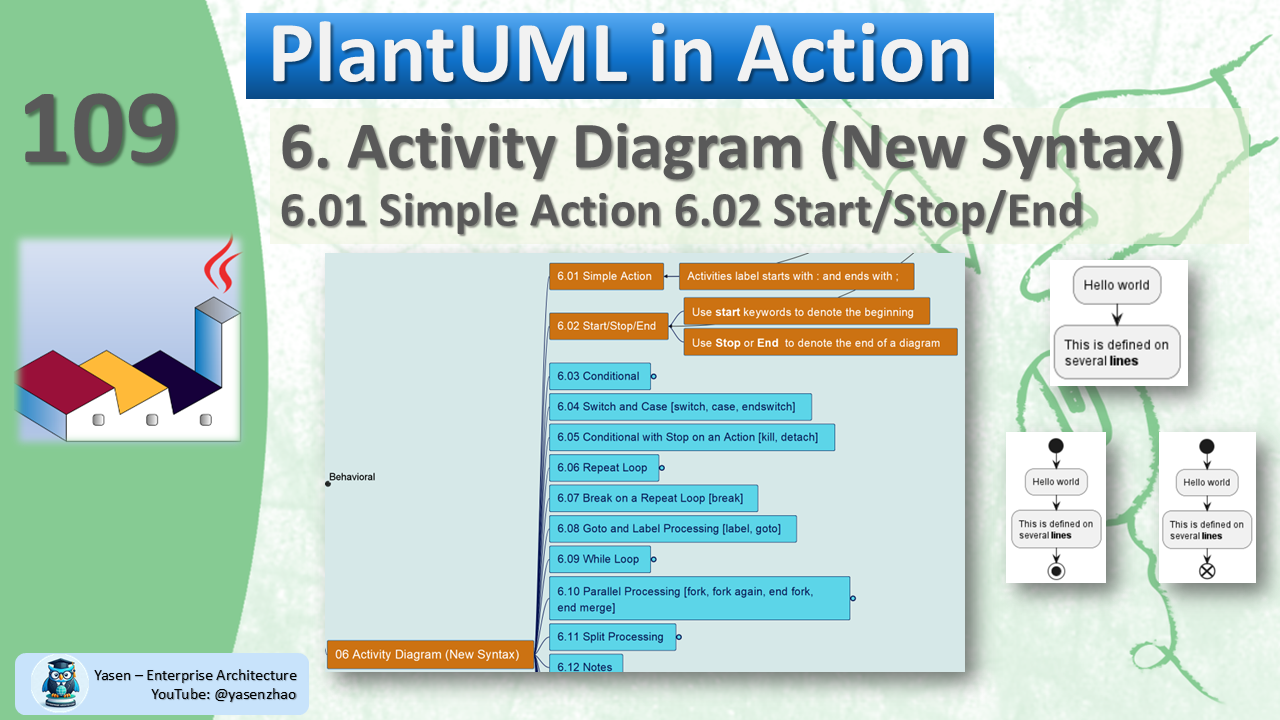 PlantUML in Action
109
6. Activity Diagram (New Syntax)
6.01 Simple Action 6.02 Start/Stop/End
6.01 Simple Action
Activities label starts with : and ends with ;
6.02 Start/Stop/End
Use start keywords to denote the beginning
Use Stop or End to denote the end of a diagram
6.03 Conditional
6.04 Switch and Case [switch, case, endswitch]
6.05 Conditional with Stop on an Action [kill, detach]
6.06 Repeat Loop
Behavioral
6.07 Break on a Repeat Loop [break]
6.08 Goto and Label Processing [label, goto]
6.09 While Loop
6.10 Parallel Processing [fork, fork again, end fork,
end merge]
6.11 Split Processing
06 Activity Diagram (New Syntax)
6.12 Notes
Hello world
This is defined on
several lines
Hello world
This is defined on
several lines
Hello world
This is defined on
several lines
Yasen – Enterprise Architecture
YouTube: @yasenzhao